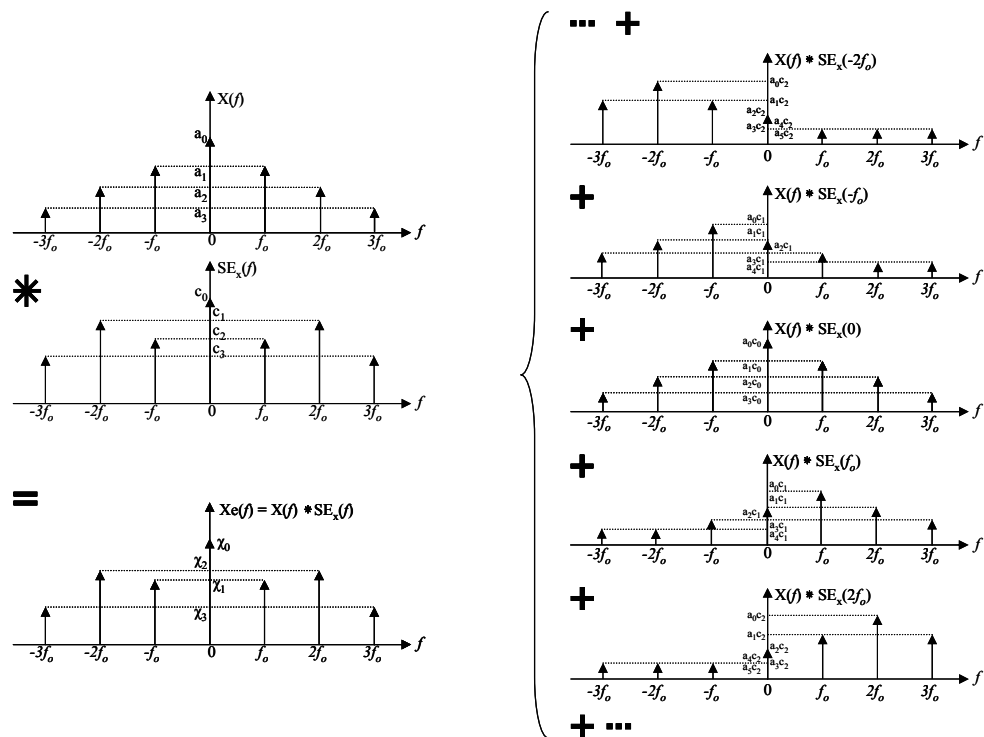 X(f)
a₀
a₁
a₂
a₃
-3fₒ -2fₒ -fₒ 0 fₒ 2fₒ 3fₒ f
*
SEₓ(f)
c₀
c₁
c₂
c₃
-3fₒ -2fₒ -fₒ 0 fₒ 2fₒ 3fₒ f
=
Xe(f) = X(f) *SEₓ(f)
χ₀
χ₂
χ₁
χ₃
-3fₒ -2fₒ -fₒ 0 fₒ 2fₒ 3fₒ f
... +
X(f) * SEₓ(-2fₒ)
a₀c₂
a₁c₂
a₂c₂
a₃c₂ a₄c₂
a₅c₂
-3fₒ -2fₒ -fₒ 0 fₒ 2fₒ 3fₒ f
+
X(f) * SEₓ(-fₒ)
a₀c₁
a₁c₁
a₂c₁
a₃c₁
a₄c₁
-3fₒ -2fₒ -fₒ 0 fₒ 2fₒ 3fₒ f
+
X(f) * SEₓ(0)
a₀c₀
a₁c₀
a₂c₀
a₃c₀
-3fₒ -2fₒ -fₒ 0 fₒ 2fₒ 3fₒ f
+
X(f) * SEₓ(fₒ)
a₀c₁
a₁c₁
a₂c₁
a₃c₁
a₄c₁
-3fₒ -2fₒ -fₒ 0 fₒ 2fₒ 3fₒ f
+
X(f) * SEₓ(2fₒ)
a₀c₂
a₁c₂
a₂c₂
a₄c₂ a₃c₂
a₅c₂
-3fₒ -2fₒ -fₒ 0 fₒ 2fₒ 3fₒ f
+ ...